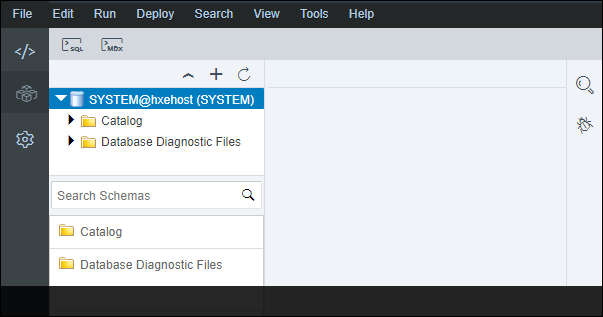 File Edit Run Deploy Search View Tools Help
SQL MDX
SYSTEM@hxehost (SYSTEM)
Catalog
Database Diagnostic Files
Search Schemas
Catalog
Database Diagnostic Files